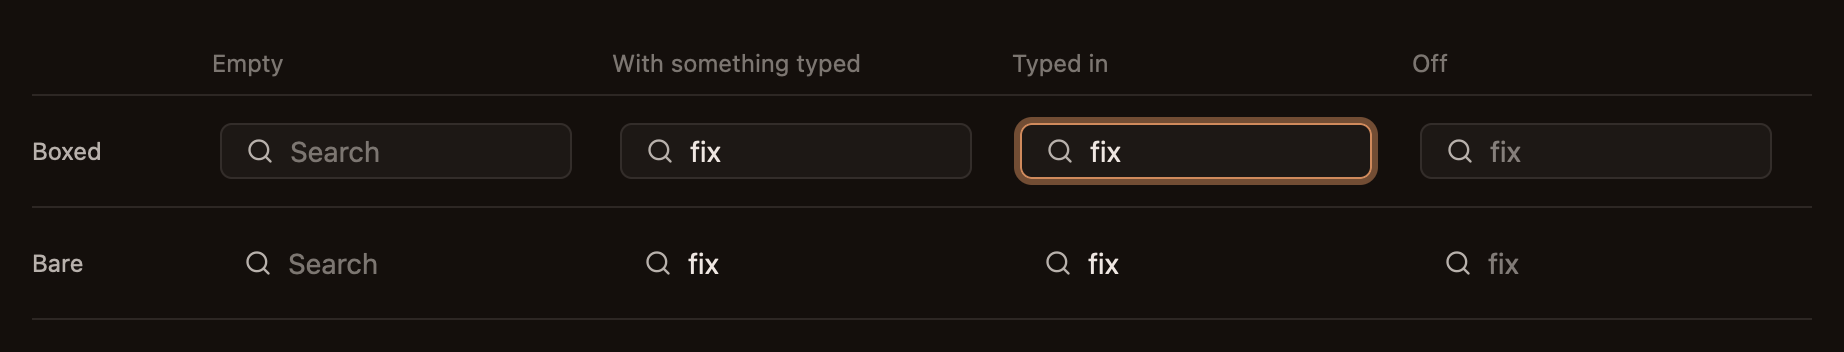 Empty With something typed Typed in Off
Boxed Search fix fix fix
Bare Search fix fix fix